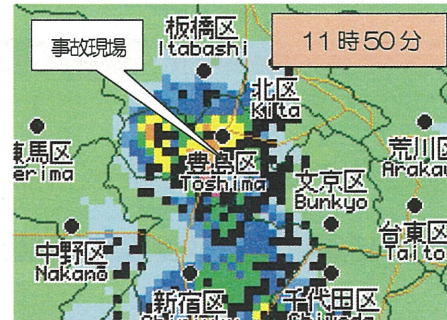 板橋区
Itabashi
11時50分
事故現場
北区
Kita
練馬区
erima
豊島区
Toshima
荒川区
Arakau
文京区
Bunkyo
台東区
Taito
中野区
Nakano
新宿区
千代田区